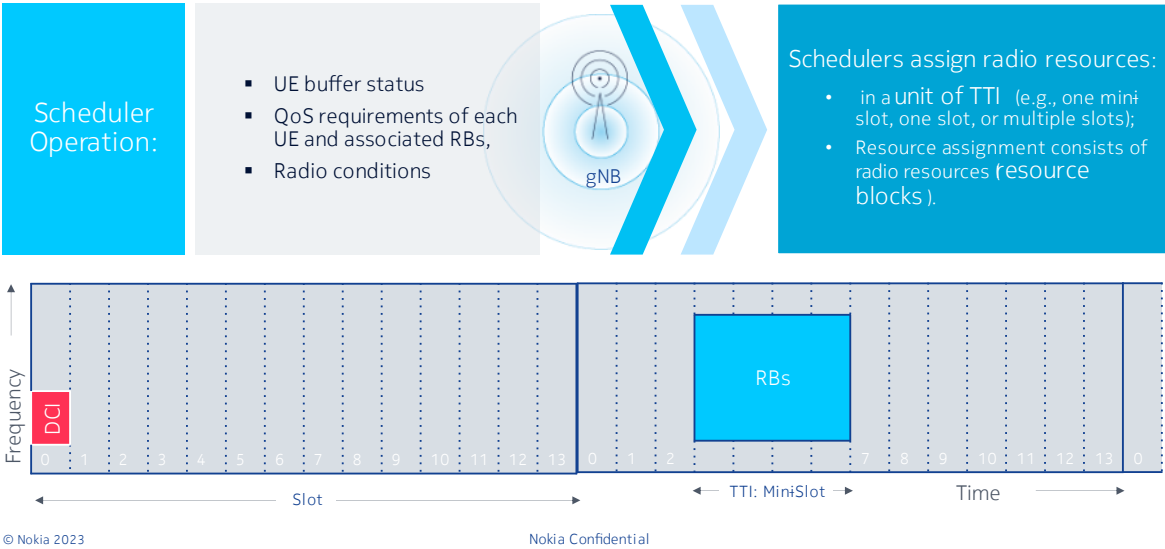 Scheduler
Operation:
▪ UE buffer status
▪ QoS requirements of each
UE and associated RBs,
▪ Radio conditions
gNB
Schedulers assign radio resources:
• in a unit of TTI (e.g., one mini-
slot, one slot, or multiple slots);
• Resource assignment consists of
radio resources (resource
blocks ).
Frequency
DCI
RBs
0 1 2 3 4 5 6 7 8 9 10 11 12 13 0 1 2 7 8 9 10 11 12 13 0
Slot
TTI: Mini-Slot
Time
© Nokia 2023
Nokia Confidential